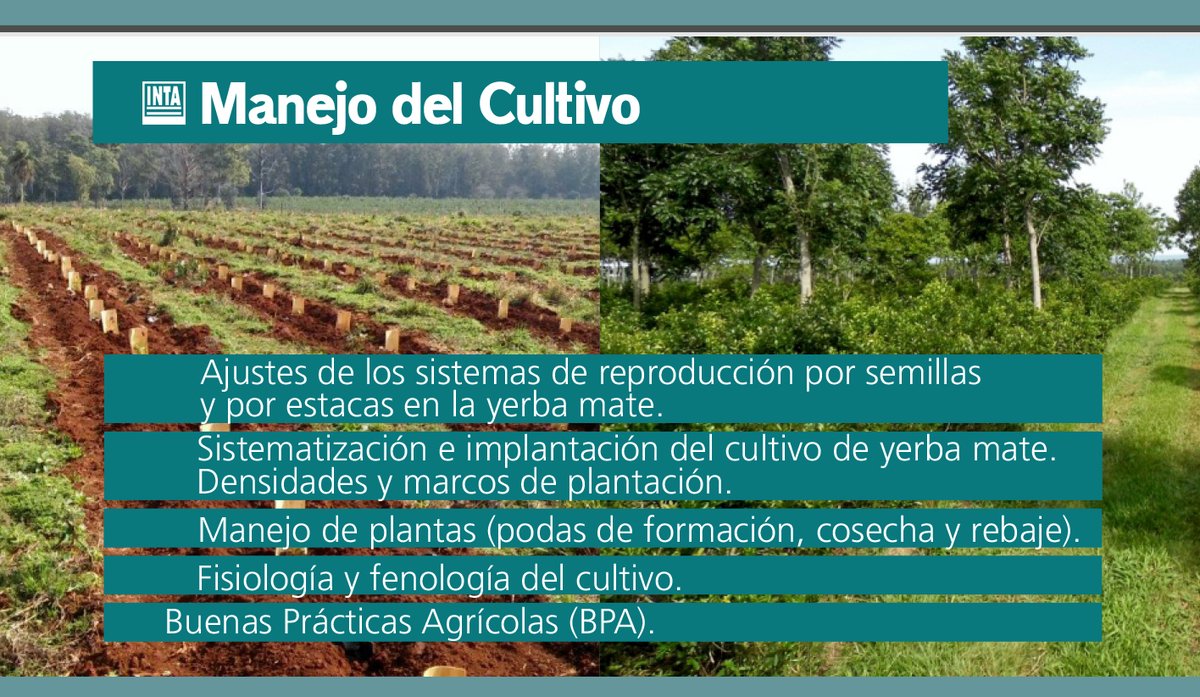 INTA
Manejo del Cultivo
Ajustes de los sistemas de reproducción por semillas
y por estacas en la yerba mate.
Sistematización e implantación del cultivo de yerba mate.
Densidades y marcos de plantación.
Manejo de plantas (podas de formación, cosecha y rebaje).
Fisiología y fenología del cultivo.
Buenas Prácticas Agrícolas (BPA).